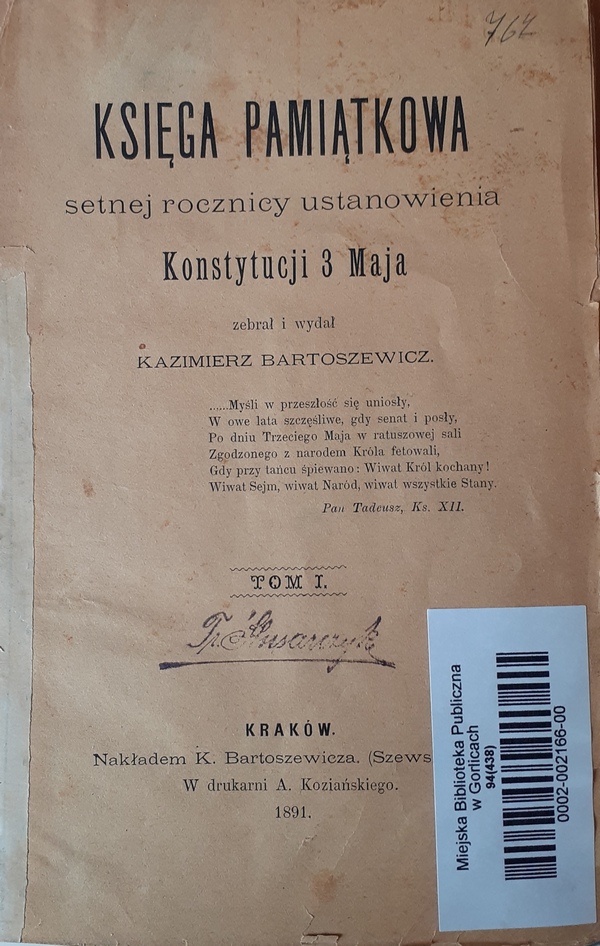 762
KSIĘGA PAMIĄTKOWA
setnej rocznicy ustanowienia
Konstytucji 3 Maja
zebrał i wydał
KAZIMIERZ BARTOSZEWICZ.
......Myśli w przeszłość się uniosły,
W owe lata szczęśliwe, gdy senat i posły,
Po dniu Trzeciego Maja w ratuszowej sali
Zgodzonego z narodem Króla fetowali,
Gdy przy tańcu śpiewano: Wiwat Król kochany!
Wiwat Sejm, wiwat Naród, wiwat wszystkie Stany.
Pan Tadeusz, Ks. XII.
TOM I.
KRAKÓW.
Nakładem K. Bartoszewicza. (Szews
W drukarni A. Koziańskiego.
1891.
Miejska Biblioteka Publiczna
w Gorlicach
94(438)
0002-002166-00